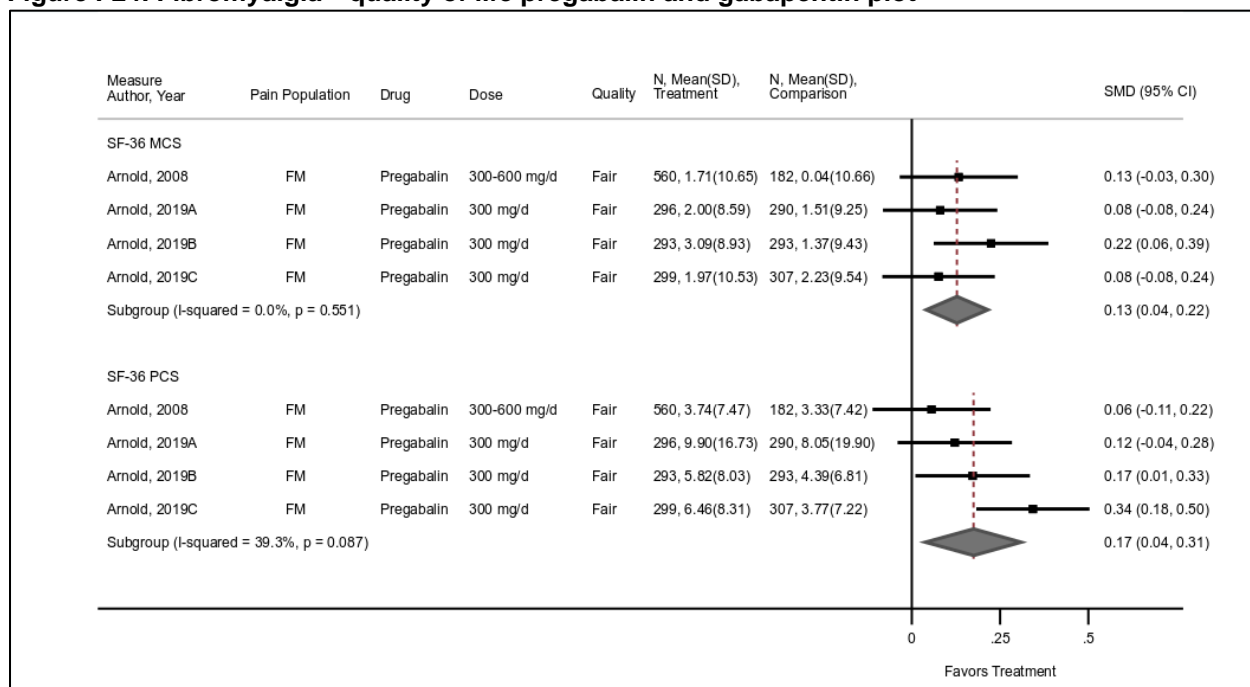 Measure
Author, Year Pain Population Drug Dose Quality N, Mean(SD), Treatment N, Mean(SD), Comparison SMD (95% CI)
SF-36 MCS
Arnold, 2008 FM Pregabalin 300-600 mg/d Fair 560, 1.71(10.65) 182, 0.04(10.66) 0.13 (-0.03, 0.30)
Arnold, 2019A FM Pregabalin 300 mg/d Fair 296, 2.00(8.59) 290, 1.51(9.25) 0.08 (-0.08, 0.24)
Arnold, 2019B FM Pregabalin 300 mg/d Fair 293, 3.09(8.93) 293, 1.37(9.43) 0.22 (0.06, 0.39)
Arnold, 2019C FM Pregabalin 300 mg/d Fair 299, 1.97(10.53) 307, 2.23(9.54) 0.08 (-0.08, 0.24)
Subgroup (I-squared = 0.0%, p = 0.551) 0.13 (0.04, 0.22)
SF-36 PCS
Arnold, 2008 FM Pregabalin 300-600 mg/d Fair 560, 3.74(7.47) 182, 3.33(7.42) 0.06 (-0.11, 0.22)
Arnold, 2019A FM Pregabalin 300 mg/d Fair 296, 9.90(16.73) 290, 8.05(19.90) 0.12 (-0.04, 0.28)
Arnold, 2019B FM Pregabalin 300 mg/d Fair 293, 5.82(8.03) 293, 4.39(6.81) 0.17 (0.01, 0.33)
Arnold, 2019C FM Pregabalin 300 mg/d Fair 299, 6.46(8.31) 307, 3.77(7.22) 0.34 (0.18, 0.50)
Subgroup (I-squared = 39.3%, p = 0.087) 0.17 (0.04, 0.31)
0 .25 .5
Favors Treatment